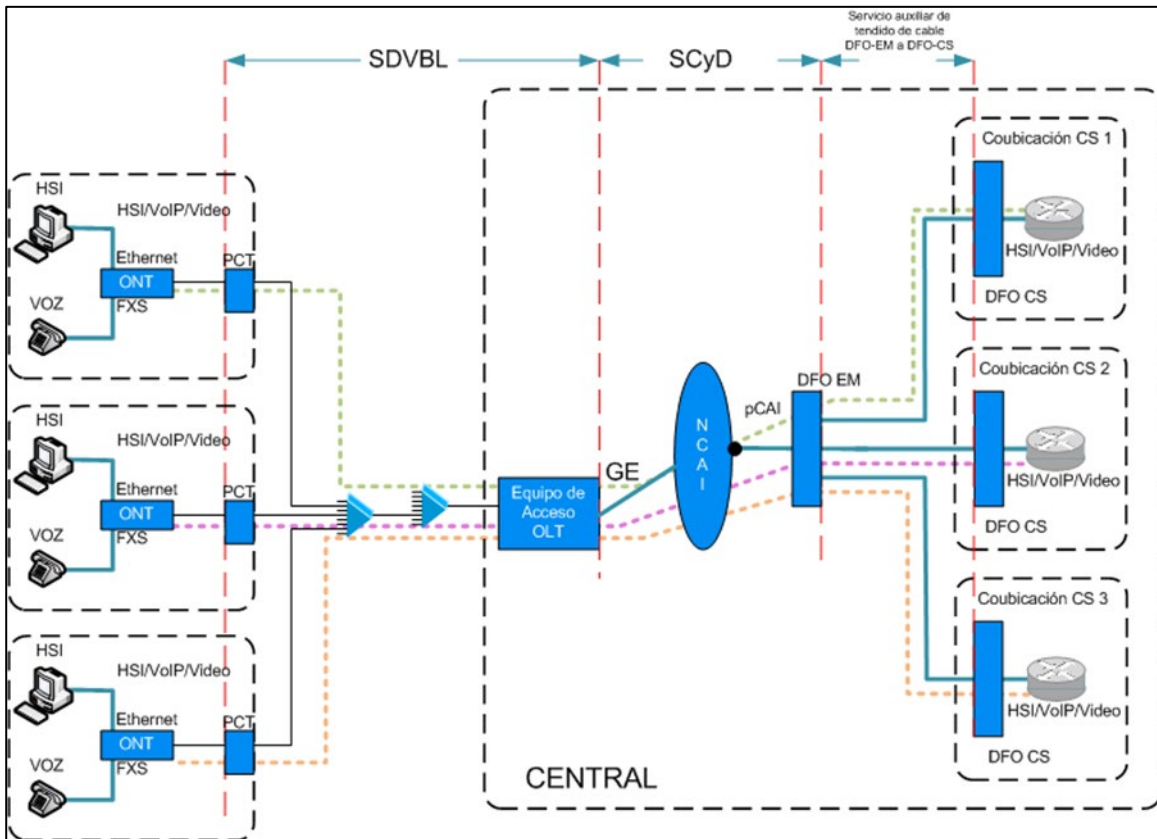 Servicio auxiliar de
tendido de cable
DFO-EM a DFO-CS
SDVBL
SCyD
HSI
HSI/VoIP/Video
Ethernet
ONT
FXS
VOZ
PCT
HSI
HSI/VoIP/Video
Ethernet
ONT
FXS
VOZ
PCT
HSI
HSI/VoIP/Video
Ethernet
ONT
FXS
VOZ
PCT
Equipo de
Acceso
OLT
GE
N
C
A
I
pCAI
DFO EM
Coubicación CS 1
HSI/VoIP/Video
DFO CS
Coubicación CS 2
HSI/VoIP/Video
DFO CS
Coubicación CS 3
HSI/VoIP/Video
DFO CS
CENTRAL